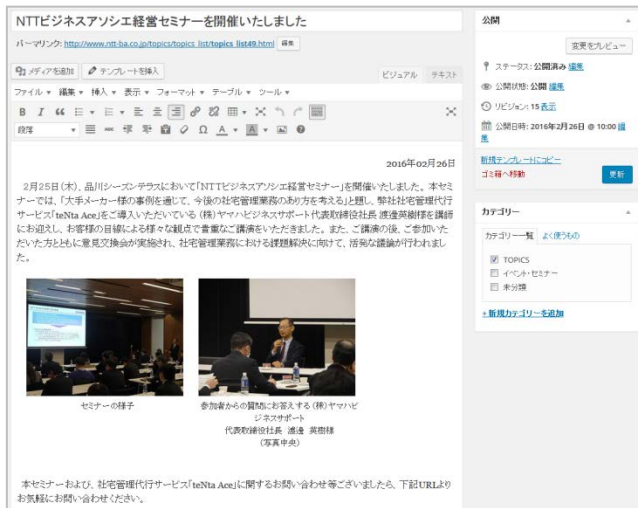 NTTビジネスアソシエ経営セミナーを開催いたしました
パーマリンク: http://www.ntt-ba.co.jp/topics/topics_list/topics_list49.html 編集
メディアを追加 テンプレートを挿入
ビジュアル テキスト
ファイル 編集 挿入 表示 フォーマット テーブル ツール
B I
段落 Ω A A
2016年02月26日
2月25日(木)、品川シーズンテラスにおいて「NTTビジネスアソシエ経営セミナー」を開催いたしました。本セミ
ナーでは、「大手メーカー様の事例を通じて、今後の社宅管理業務のあり方を考える」と題し、弊社社宅管理代行
サービス「teNta Ace」をご導入いただいている (株)ヤマハビジネスサポート代表取締役社長 渡邉英樹様を講師
にお迎えし、お客様の目線による様々な観点で貴重なご講演をいただきました。また、ご講演の後、ご参加いた
だいた方とともに意見交換会が実施され、社宅管理業務における課題解決に向けて、活発な議論が行われまし
た。
セミナーの様子
参加者からの質問にお答えする (株)ヤマハビ
ジネスサポート
代表取締役社長 渡邉 英樹様
(写真中央)
本セミナーおよび、社宅管理代行サービス「teNta Ace」に関するお問い合わせ等ございましたら、下記URLより
お気軽にお問い合わせください。
公開
変更をプレビュー
ステータス: 公開済み 編集
公開状態: 公開 編集
リビジョン: 15 表示
公開日時: 2016年2月26日 @ 10:00 編
集
新規テンプレートにコピー
ゴミ箱へ移動 更新
カテゴリー
カテゴリー一覧 よく使うもの
TOPICS
イベント・セミナー
未分類
+ 新規カテゴリーを追加